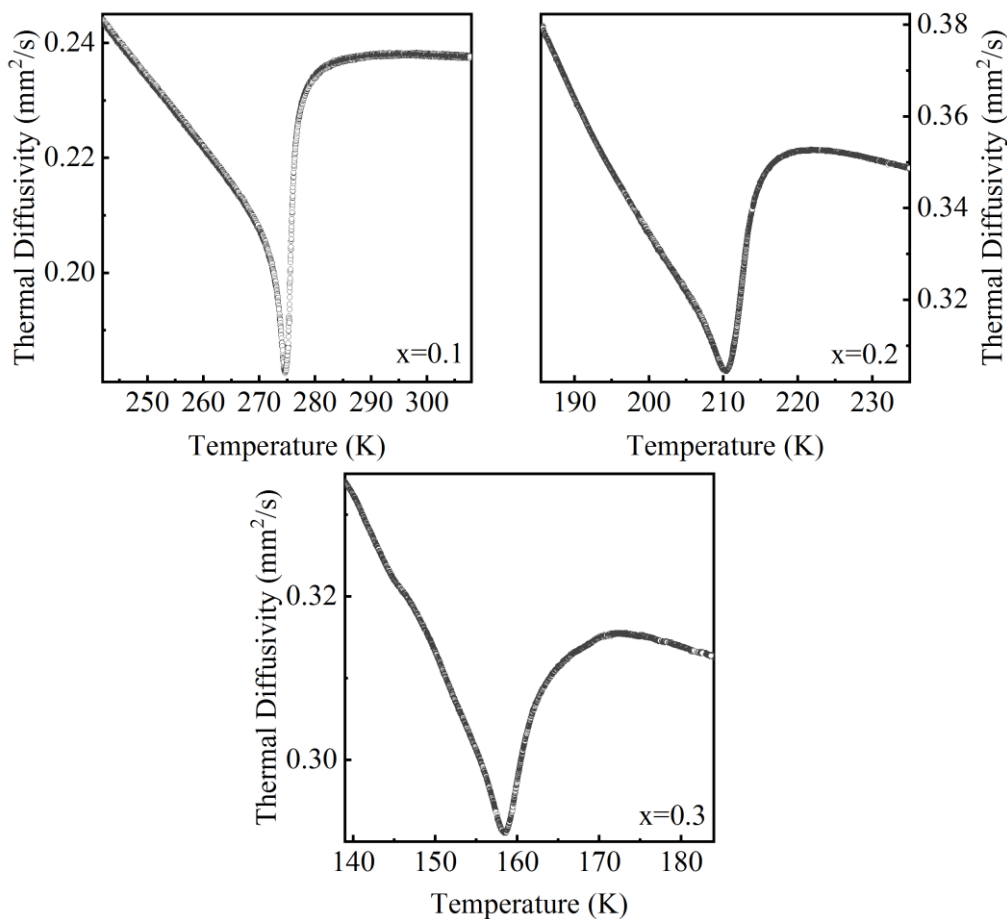 Thermal Diffusivity (mm²/s)
0.24
0.22
0.20
x=0.1
250 260 270 280 290 300
Temperature (K)
0.38
0.36
0.34
0.32
Thermal Diffusivity (mm²/s)
x=0.2
190 200 210 220 230
Temperature (K)
Thermal Diffusivity (mm²/s)
0.32
0.30
x=0.3
140 150 160 170 180
Temperature (K)